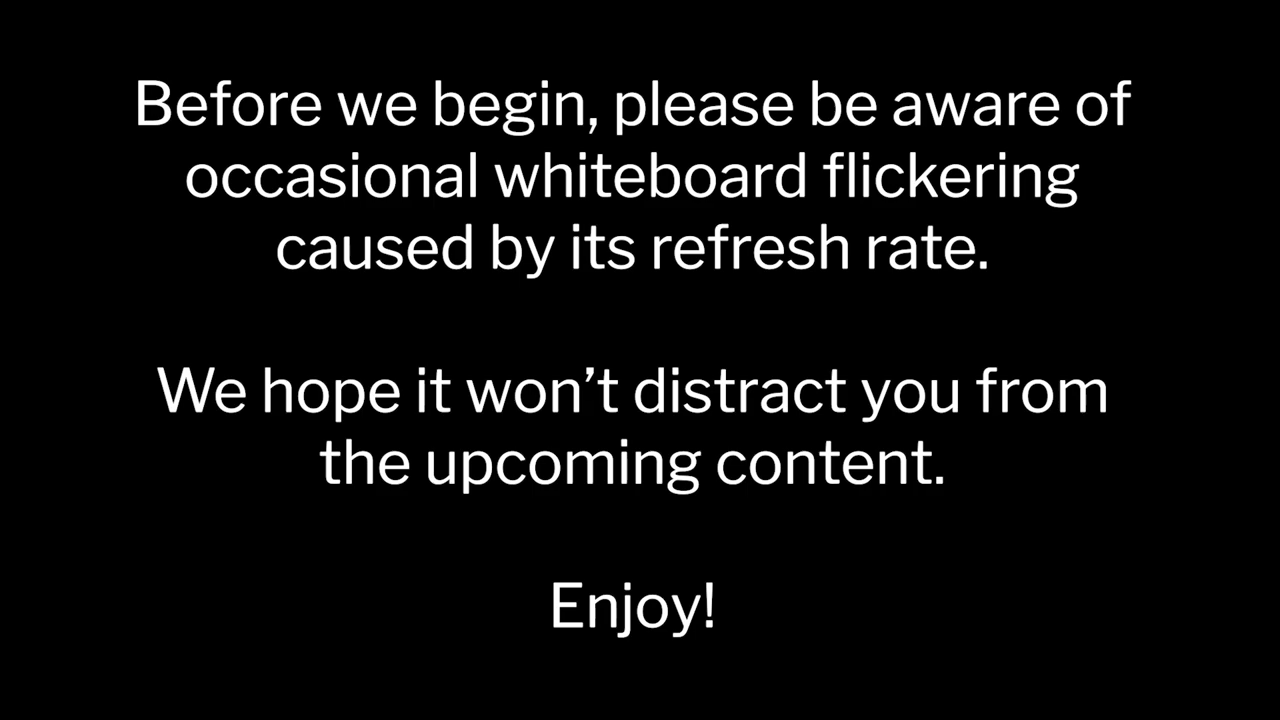 Before we begin, please be aware of
occasional whiteboard flickering
caused by its refresh rate.
We hope it won’t distract you from
the upcoming content.
Enjoy!